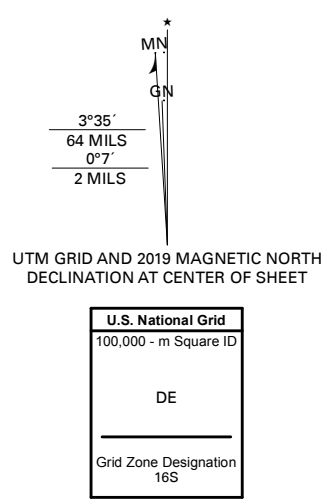 MN
GN
3°35´
64 MILS
0°7´
2 MILS
UTM GRID AND 2019 MAGNETIC NORTH
DECLINATION AT CENTER OF SHEET
U.S. National Grid
100,000 - m Square ID
DE
Grid Zone Designation
16S